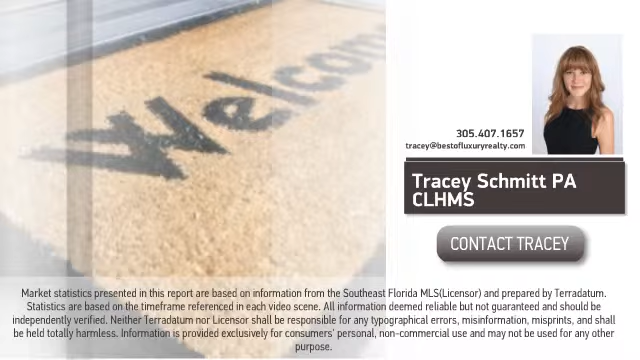 Welcom
305.407.1657
tracey@bestofluxuryrealty.com
Tracey Schmitt PA
CLHMS
CONTACT TRACEY
Market statistics presented in this report are based on information from the Southeast Florida MLS(Licensor) and prepared by Terradatum.
Statistics are based on the timeframe referenced in each video scene. All information deemed reliable but not guaranteed and should be
independently verified. Neither Terradatum nor Licensor shall be responsible for any typographical errors, misinformation, misprints, and shall
be held totally harmless. Information is provided exclusively for consumers' personal, non-commercial use and may not be used for any other
purpose.